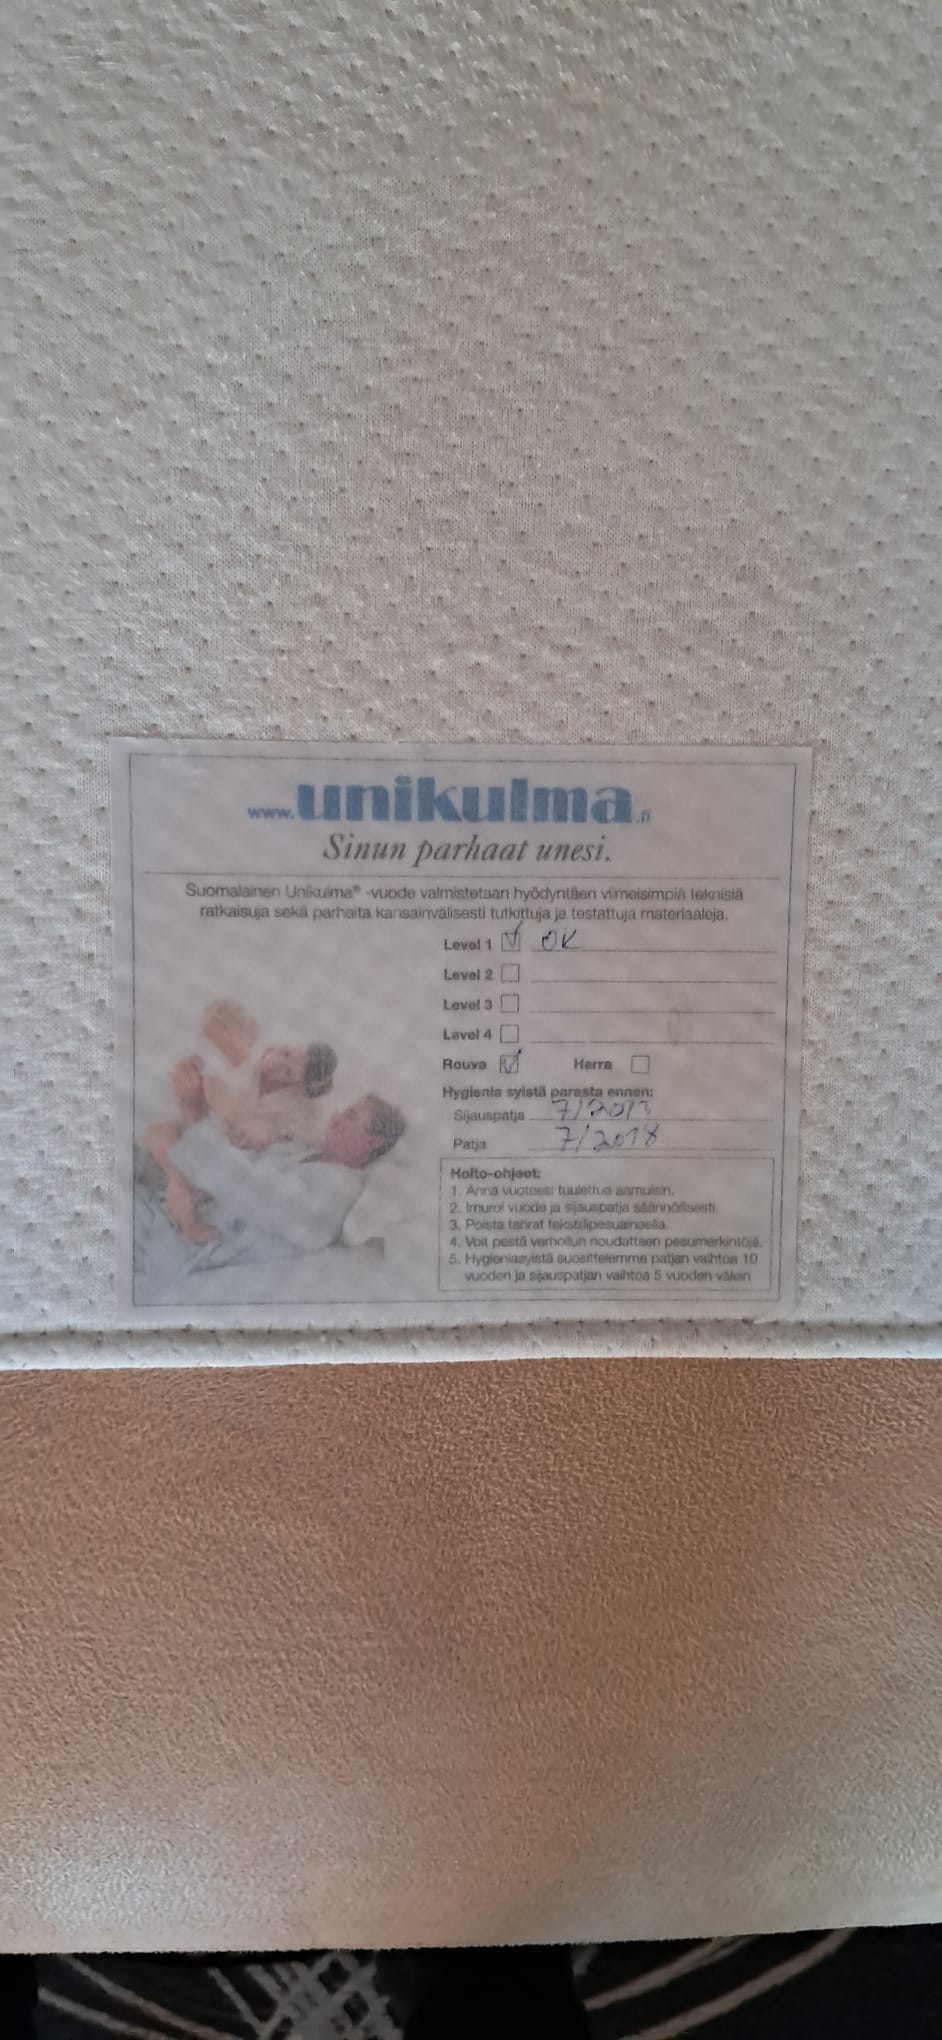 www.unikulma.fi
Sinun parhaat unesi.
Suomalainen Unikulma® -vuode valmistetaan hyödyntäen viimeisimpiä teknisiä
ratkaisuja sekä parhaita kansainvälisesti tutkittuja ja testattuja materiaaleja.
Level 1 OK
Level 2
Level 3
Level 4
Rouva Herra
Hygienia syistä parasta ennen:
Sijauspatja 7/2013
Patja 7/2018
Hoito-ohjeet:
1. Anna vuoteesi tuulettua aamuisin.
2. Imuroi vuode ja sijauspatja säännöllisesti.
3. Poista tahrat tekstiilipesuaineella.
4. Voit pestä verhoilun noudattaen pesumerkintöjä.
5. Hygieniasyistä suosittelemme patjan vaihtoa 10
vuoden ja sijauspatjan vaihtoa 5 vuoden välein